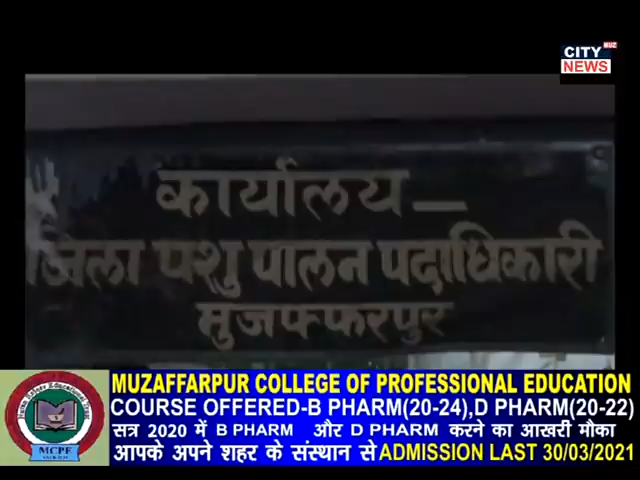 CITY MUZ
NEWS
कार्यालय —
जिला पशु पालन पदाधिकारी
मुजफ्फरपुर
MUZAFFARPUR COLLEGE OF PROFESSIONAL EDUCATION
COURSE OFFERED-B PHARM(20-24),D PHARM(20-22)
सत्र 2020 में B PHARM और D PHARM करने का आखरी मौका
आपके अपने शहर के संस्थान से ADMISSION LAST 30/03/2021
MCPE